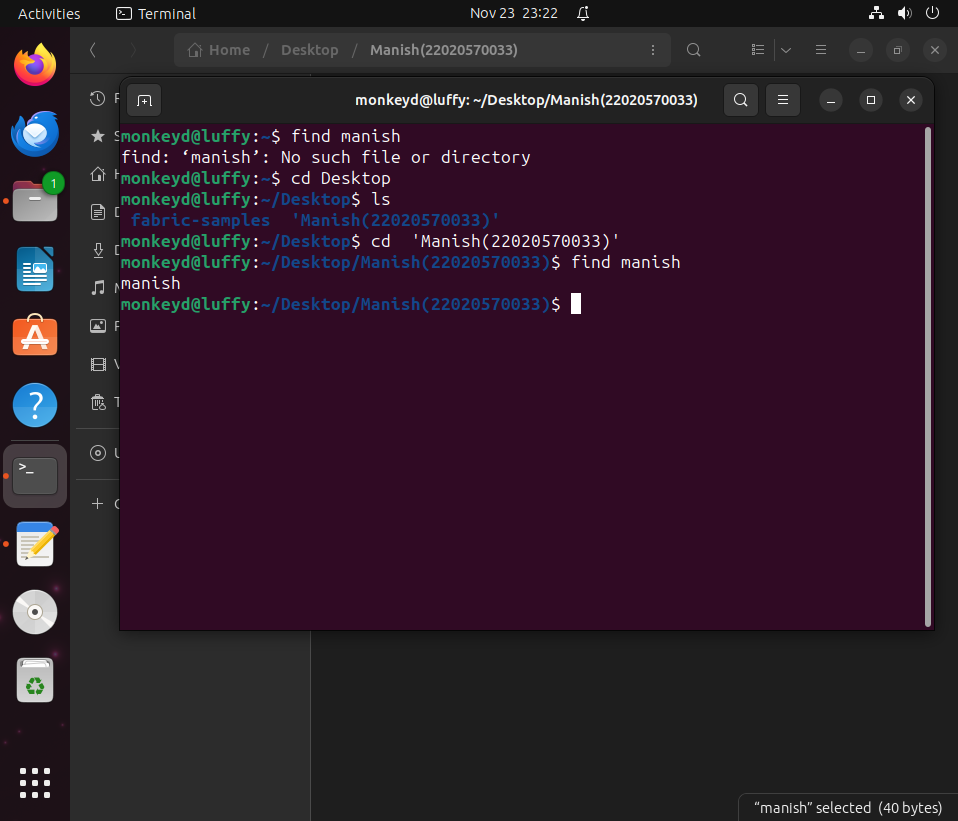 Activities
Terminal
Nov 23 23:22
Home / Desktop / Manish(22020570033)
monkeyd@luffy: ~/Desktop/Manish(22020570033)
1
monkeyd@luffy:~$ find manish
find: ‘manish’: No such file or directory
monkeyd@luffy:~$ cd Desktop
monkeyd@luffy:~/Desktop$ ls
fabric-samples  'Manish(22020570033)'
monkeyd@luffy:~/Desktop$ cd  'Manish(22020570033)'
monkeyd@luffy:~/Desktop/Manish(22020570033)$ find manish
manish
monkeyd@luffy:~/Desktop/Manish(22020570033)$
“manish” selected (40 bytes)